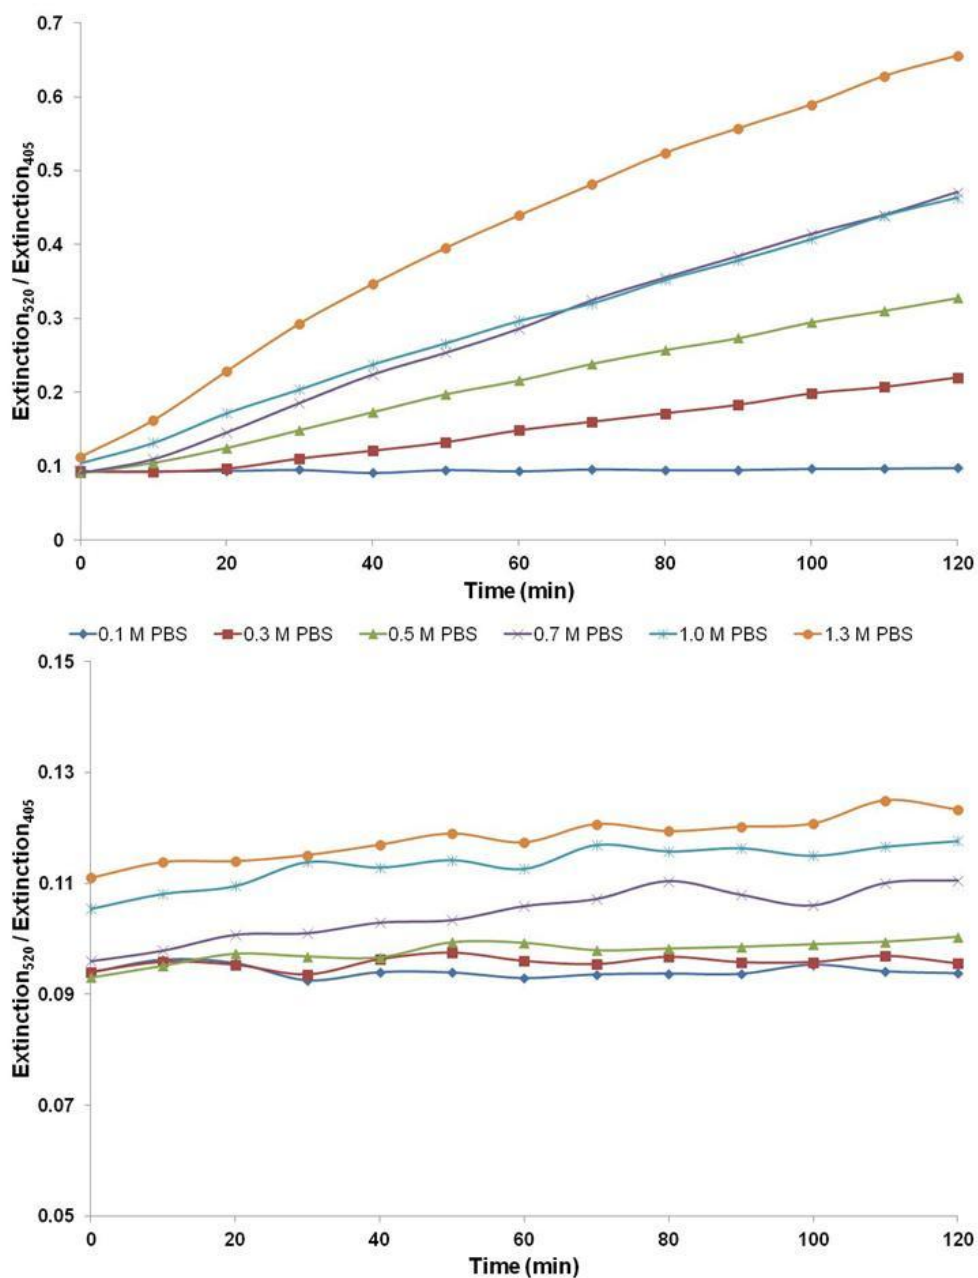 0.7
0.6
0.5
0.4
0.3
0.2
0.1
0
Extinction520 / Extinction405
0 20 40 60 80 100 120
Time (min)
0.1 M PBS 0.3 M PBS 0.5 M PBS 0.7 M PBS 1.0 M PBS 1.3 M PBS
0.15
0.13
0.11
0.09
0.07
0.05
Extinction520 / Extinction405
0 20 40 60 80 100 120
Time (min)